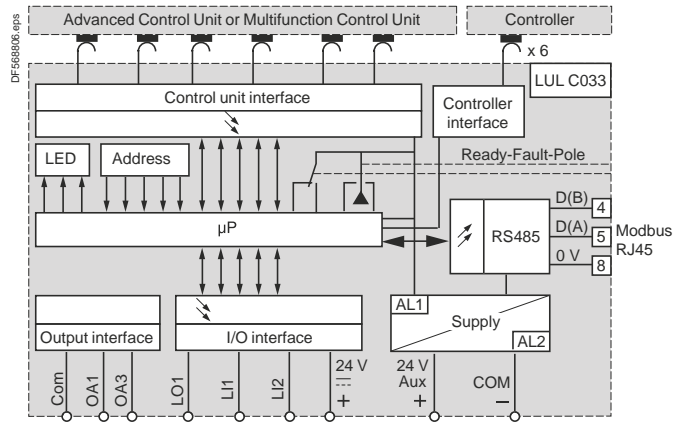 Advanced Control Unit or Multifunction Control Unit
Controller
DF568806.eps
x 6
LUL C033
Control unit interface
Controller
interface
LED
Address
Ready-Fault-Pole
µP
RS485
D(B)
4
D(A)
5
0 V
8
Modbus
RJ45
Output interface
I/O interface
AL1
Supply
AL2
Com
OA1
OA3
LO1
LI1
LI2
24 V
+
24 V
Aux
+
COM
–